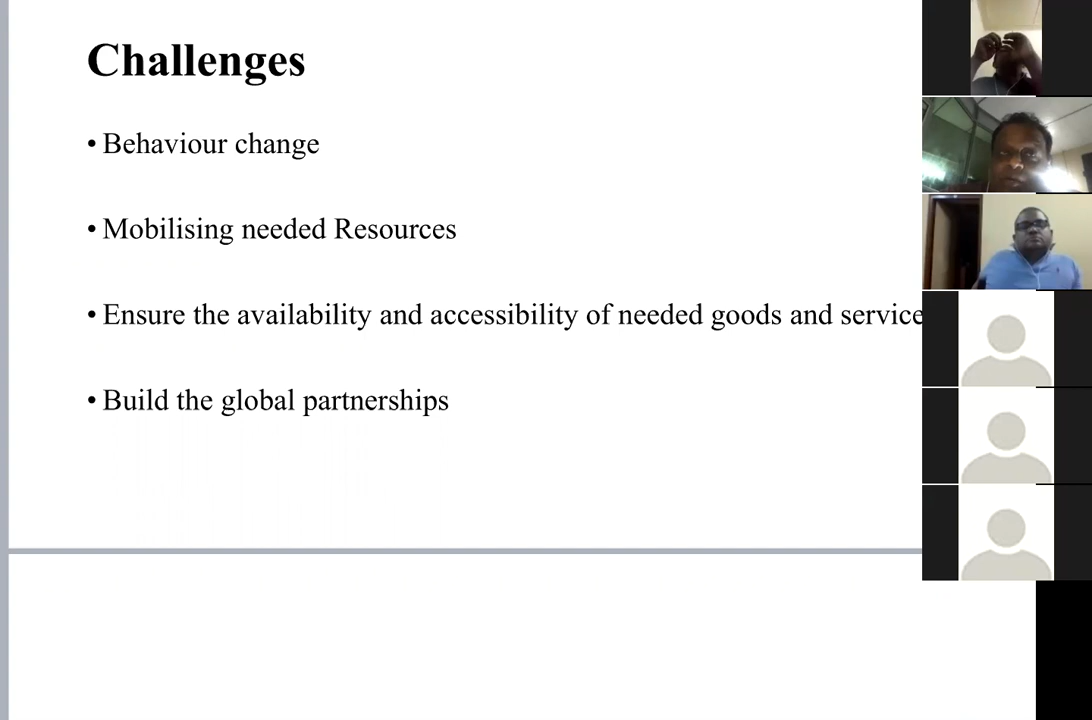 Challenges
• Behaviour change
• Mobilising needed Resources
• Ensure the availability and accessibility of needed goods and service
• Build the global partnerships